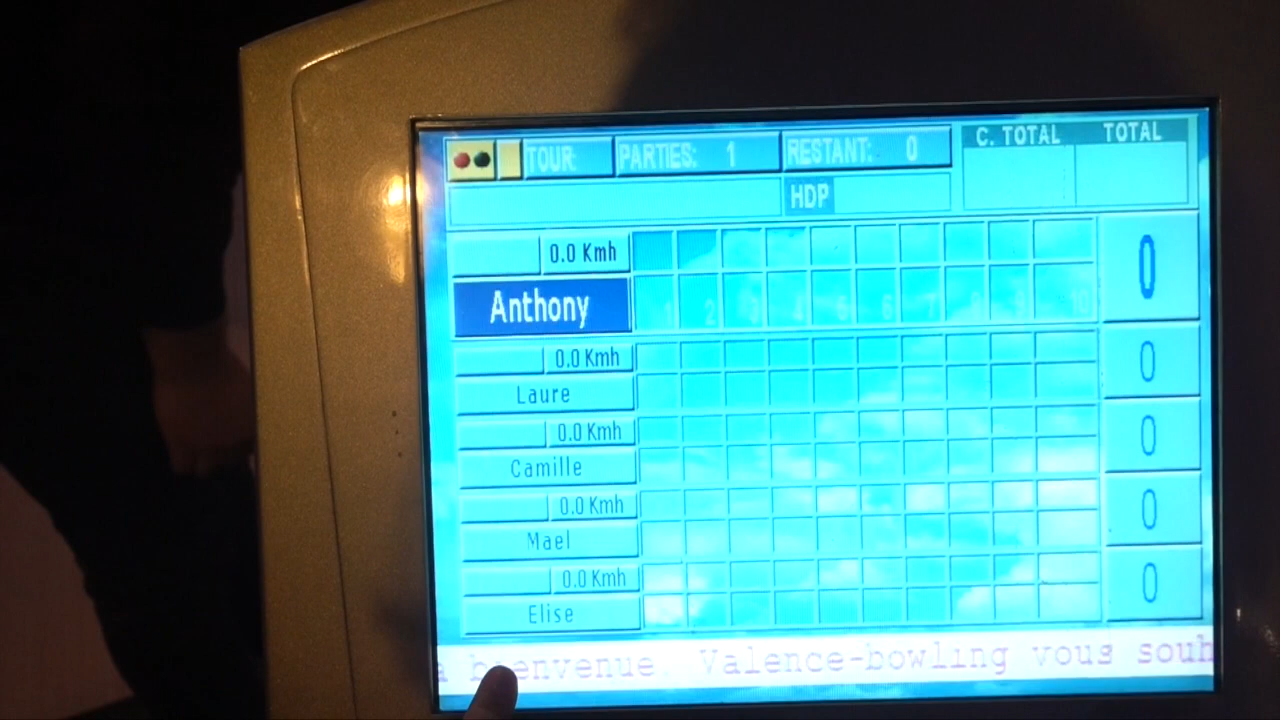 TOUR PARTIES: 1 RESTANT: 0 C. TOTAL TOTAL
HDP
0.0 Kmh
Anthony 1 2 3 4 5 6 7 8 9 10 0
0.0 Kmh
Laure 0
0.0 Kmh
Camille 0
0.0 Kmh
Mael 0
0.0 Kmh
Elise 0
a bienvenue. Valence-bowling vous souh